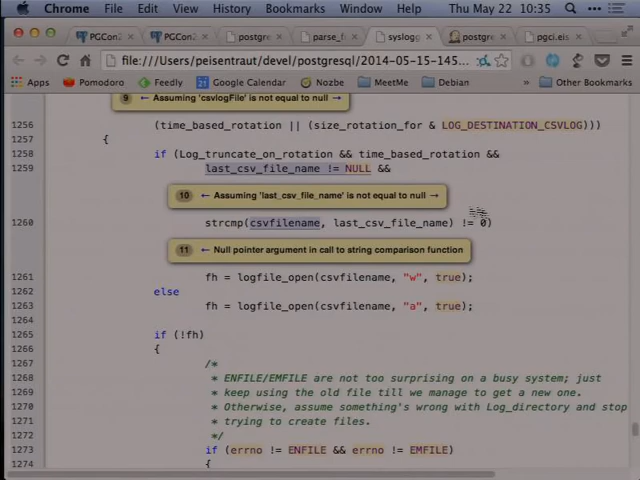 Chrome File Edit View History Bookmarks Window Help Thu May 22 10:35
PGCon2 PGCon2 postgre parse_f syslogg postgre pgci.eis
file:///Users/peisentraut/devel/postgresql/2014-05-15-145...
Apps Pomodoro Feedly Google Calendar Nozbe MeetMe Debian » Other Bookmarks
9 ← Assuming 'csvlogFile' is not equal to null →
1256 (time_based_rotation || (size_rotation_for & LOG_DESTINATION_CSVLOG)))
1257 {
1258 if (Log_truncate_on_rotation && time_based_rotation &&
1259 last_csv_file_name != NULL &&
10 ← Assuming 'last_csv_file_name' is not equal to null →
1260 strcmp(csvfilename, last_csv_file_name) != 0)
11 ← Null pointer argument in call to string comparison function
1261 fh = logfile_open(csvfilename, "w", true);
1262 else
1263 fh = logfile_open(csvfilename, "a", true);
1264
1265 if (!fh)
1266 {
1267 /*
1268 * ENFILE/EMFILE are not too surprising on a busy system; just
1269 * keep using the old file till we manage to get a new one.
1270 * Otherwise, assume something's wrong with Log_directory and stop
1271 * trying to create files.
1272 */
1273 if (errno != ENFILE && errno != EMFILE)
1274 {